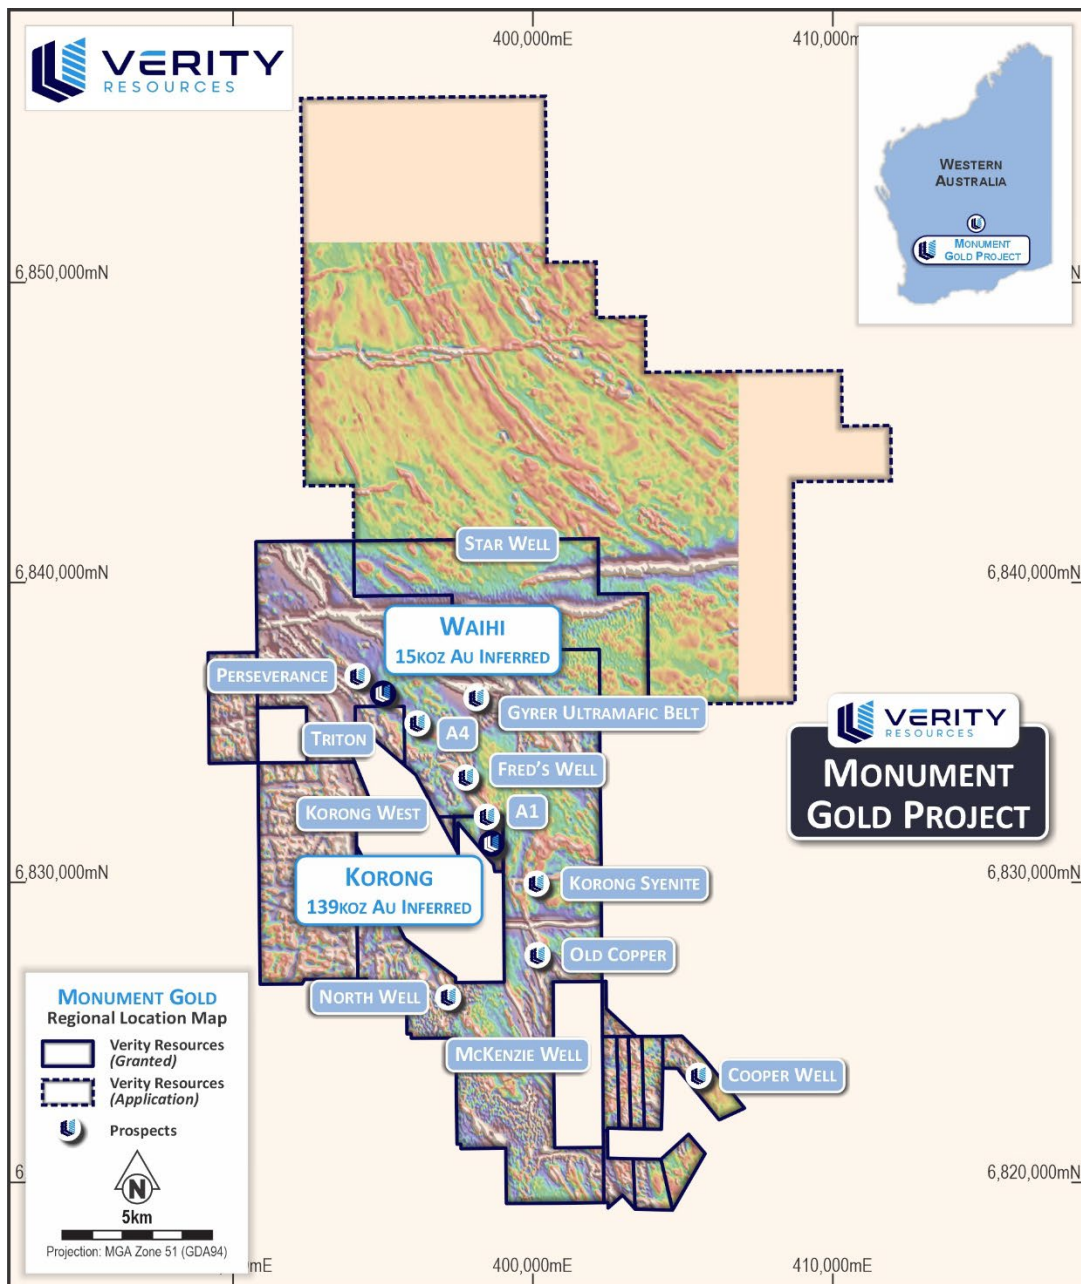 VERITY
RESOURCES
400,000mE
410,000m
WESTERN
AUSTRALIA
MONUMENT
GOLD PROJECT
6,850,000mN
N
STAR WELL
6,840,000mN
6,840,000mN
WAIHI
15KOZ AU INFERRED
PERSEVERANCE
GYRER ULTRAMAFIC BELT
TRITON
A4
VERITY
RESOURCES
MONUMENT
GOLD PROJECT
FRED'S WELL
KORONG WEST
A1
6,830,000mN
6,830,000mN
KORONG
139KOZ AU INFERRED
KORONG SYENITE
OLD COPPER
NORTH WELL
MCKENZIE WELL
COOPER WELL
MONUMENT GOLD
Regional Location Map
Verity Resources
(Granted)
Verity Resources
(Application)
Prospects
N
5km
Projection: MGA Zone 51 (GDA94)
6
6,820,000mN
mE
400,000mE
410,000mE